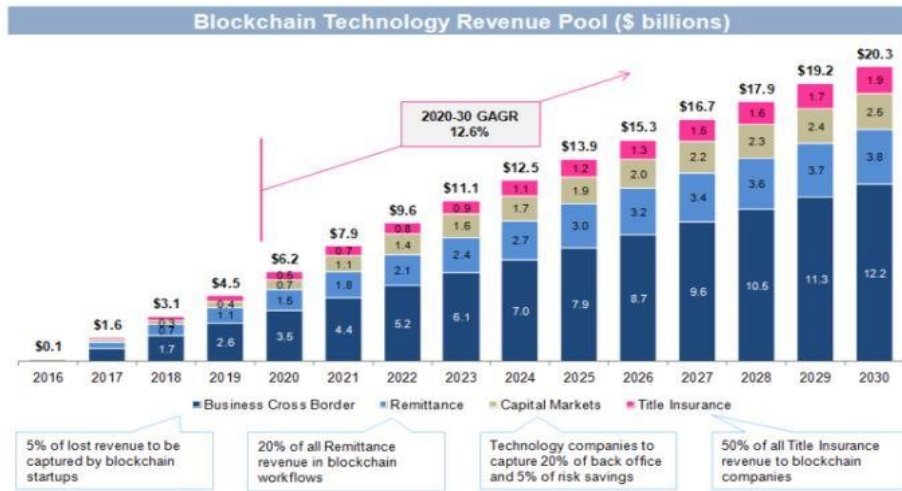 Blockchain Technology Revenue Pool ($ billions)
2020-30 GAGR
12.6%
$0.1
$1.6
$3.1
$4.5
$6.2
$7.9
$9.6
$11.1
$12.5
$13.9
$15.3
$16.7
$17.9
$19.2
$20.3
0.5 0.7 0.8 0.9 1.1 1.2 1.3 1.5 1.6 1.7 1.9
0.3 0.4 0.7 1.1 1.4 1.6 1.7 1.9 2.0 2.2 2.3 2.4 2.5
0.7 1.1 1.5 1.8 2.1 2.4 2.7 3.0 3.2 3.4 3.6 3.7 3.8
1.7 2.6 3.5 4.4 5.2 6.1 7.0 7.9 8.7 9.6 10.5 11.3 12.2
2016 2017 2018 2019 2020 2021 2022 2023 2024 2025 2026 2027 2028 2029 2030
Business Cross Border Remittance Capital Markets Title Insurance
5% of lost revenue to be
captured by blockchain
startups
20% of all Remittance
revenue in blockchain
workflows
Technology companies to
capture 20% of back office
and 5% of risk savings
50% of all Title Insurance
revenue to blockchain
companies